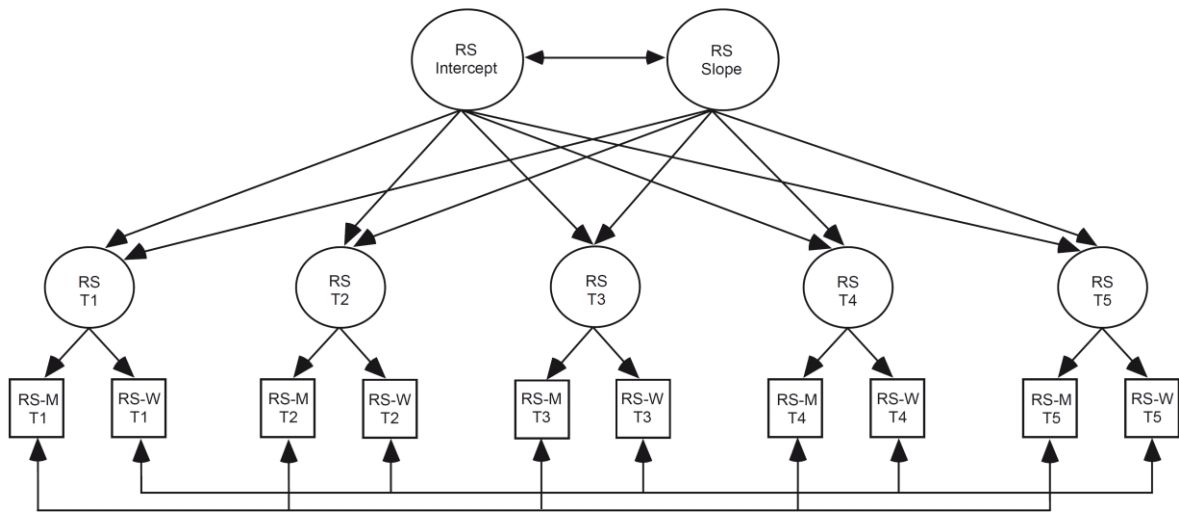 RS
Intercept
RS
Slope
RS
T1
RS
T2
RS
T3
RS
T4
RS
T5
RS-M
T1
RS-W
T1
RS-M
T2
RS-W
T2
RS-M
T3
RS-W
T3
RS-M
T4
RS-W
T4
RS-M
T5
RS-W
T5